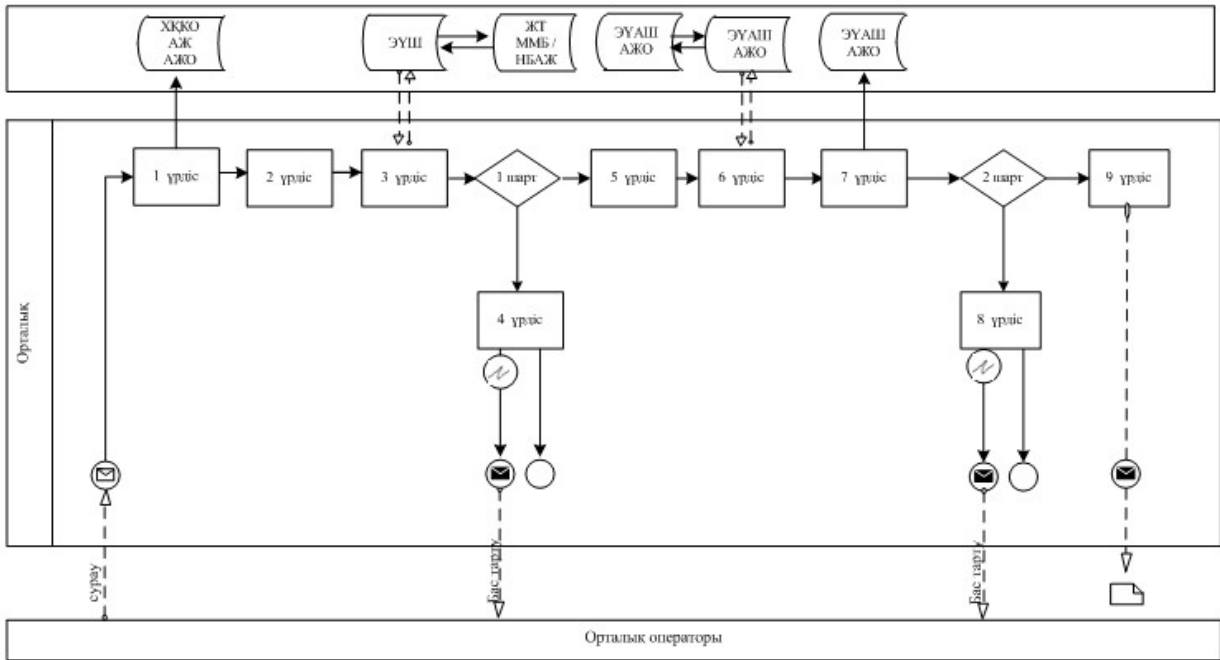 ХҚКО
АЖ
АЖО
ЭҮШ
ЖТ
ММБ /
НБАЖ
ЭҮАШ
АЖО
ЭҮАШ
АЖО
ЭҮАШ
АЖО
1 үрдіс
2 үрдіс
3 үрдіс
1 шарт
5 үрдіс
6 үрдіс
7 үрдіс
2 шарт
9 үрдіс
4 үрдіс
8 үрдіс
Орталық
сұрау
Бас тарту
Бас тарту
Орталық операторы